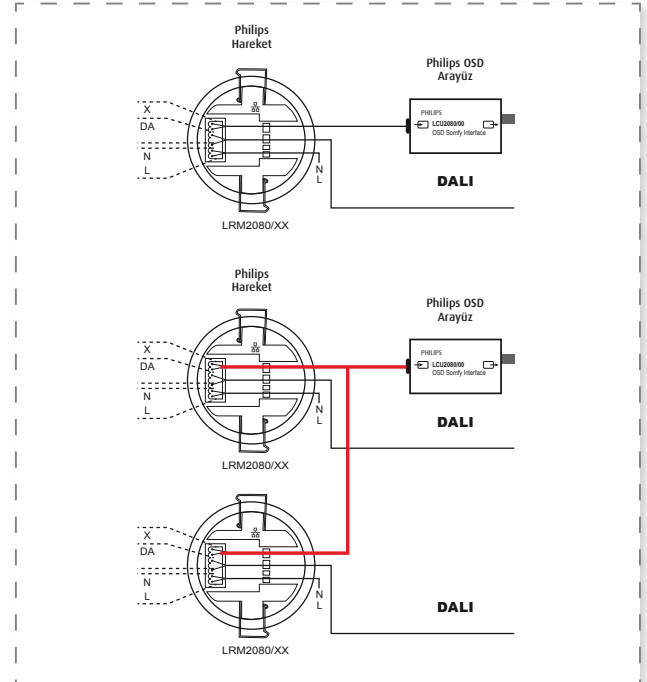 Philips
Hareket
Philips OSD
Arayüz
X
DA
N
L
PHILIPS
LCU2080/00
OSD Somfy Interface
N
L
DALI
LRM2080/XX
Philips
Hareket
Philips OSD
Arayüz
X
DA
N
L
PHILIPS
LCU2080/00
OSD Somfy Interface
N
L
DALI
LRM2080/XX
X
DA
N
L
N
L
DALI
LRM2080/XX